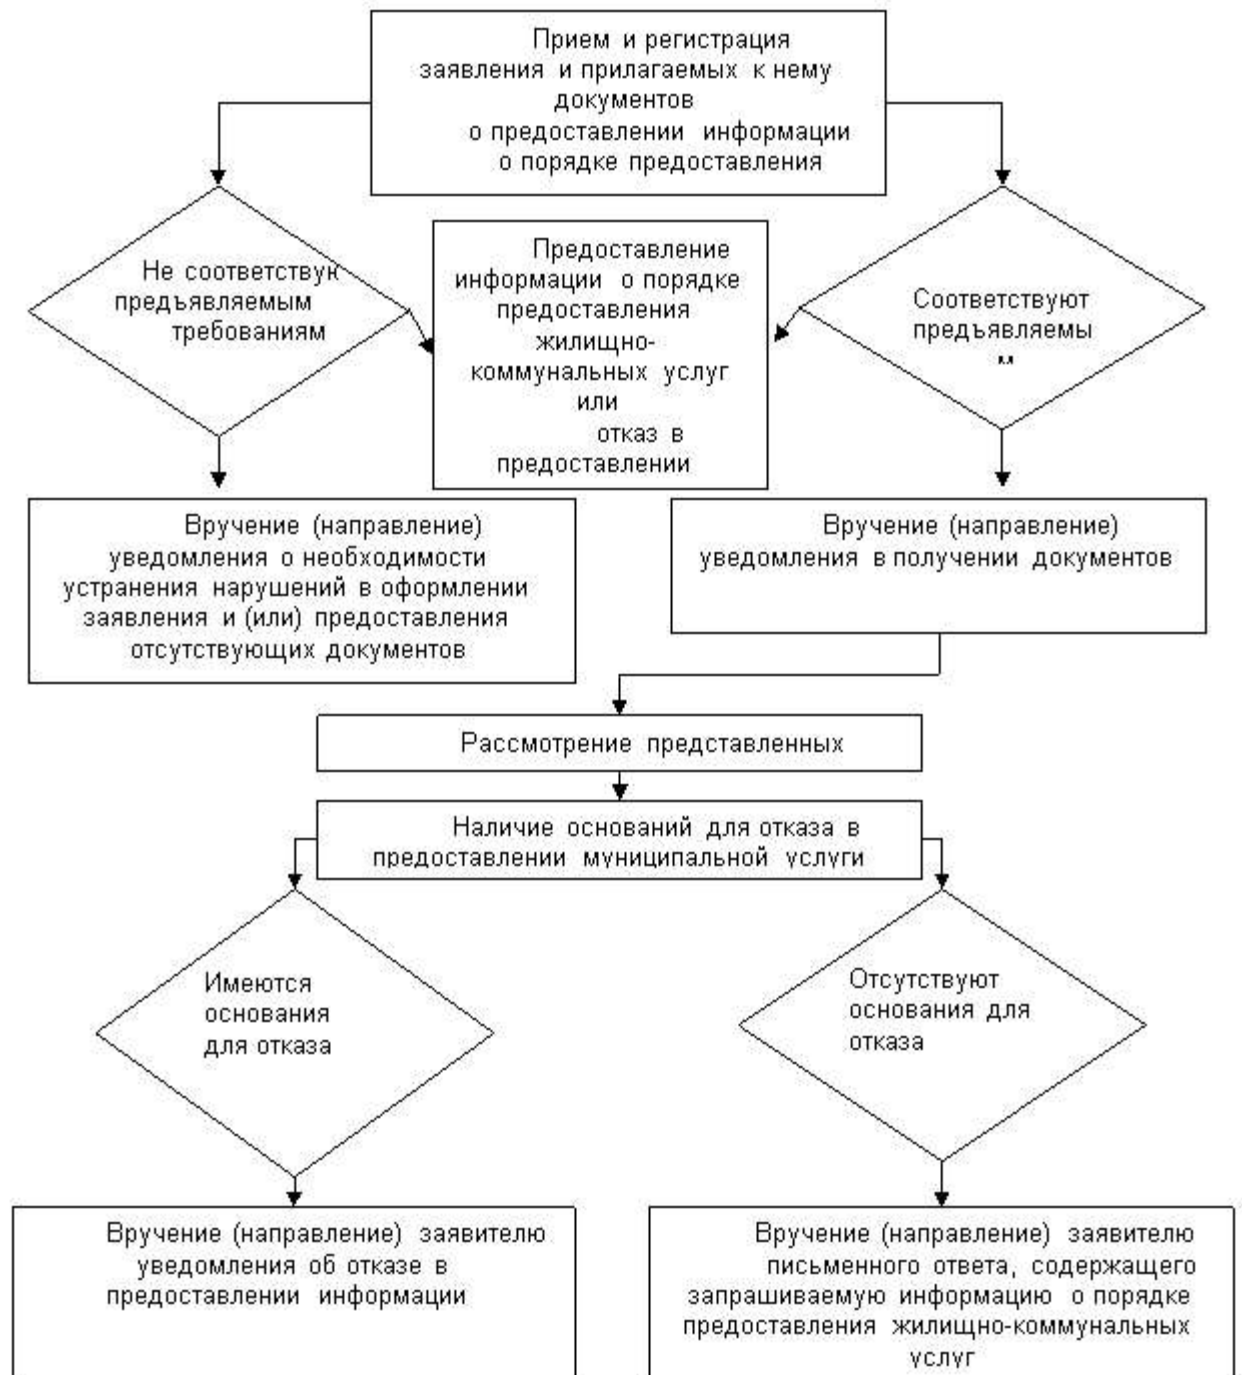 Прием и регистрация
заявления и прилагаемых к нему
документов
о предоставлении информации
о порядке предоставления
Не соответствую
предъявляемым
требованиям
Предоставление
информации о порядке
предоставления
жилищно-
коммунальных услуг
или
отказ в
предоставлении
Соответствуют
предъявляемы
Вручение (направление)
уведомления о необходимости
устранения нарушений в оформлении
заявления и (или) предоставления
отсутствующих документов
Вручение (направление)
уведомления в получении документов
Рассмотрение представленных
Наличие оснований для отказа в
предоставлении муниципальной услуги
Имеются
основания
для отказа
Отсутствуют
основания для
отказа
Вручение (направление) заявителю
уведомления об отказе в
предоставлении информации
Вручение (направление) заявителю
письменного ответа, содержащего
запрашиваемую информацию о порядке
предоставления жилищно-коммунальных
услуг